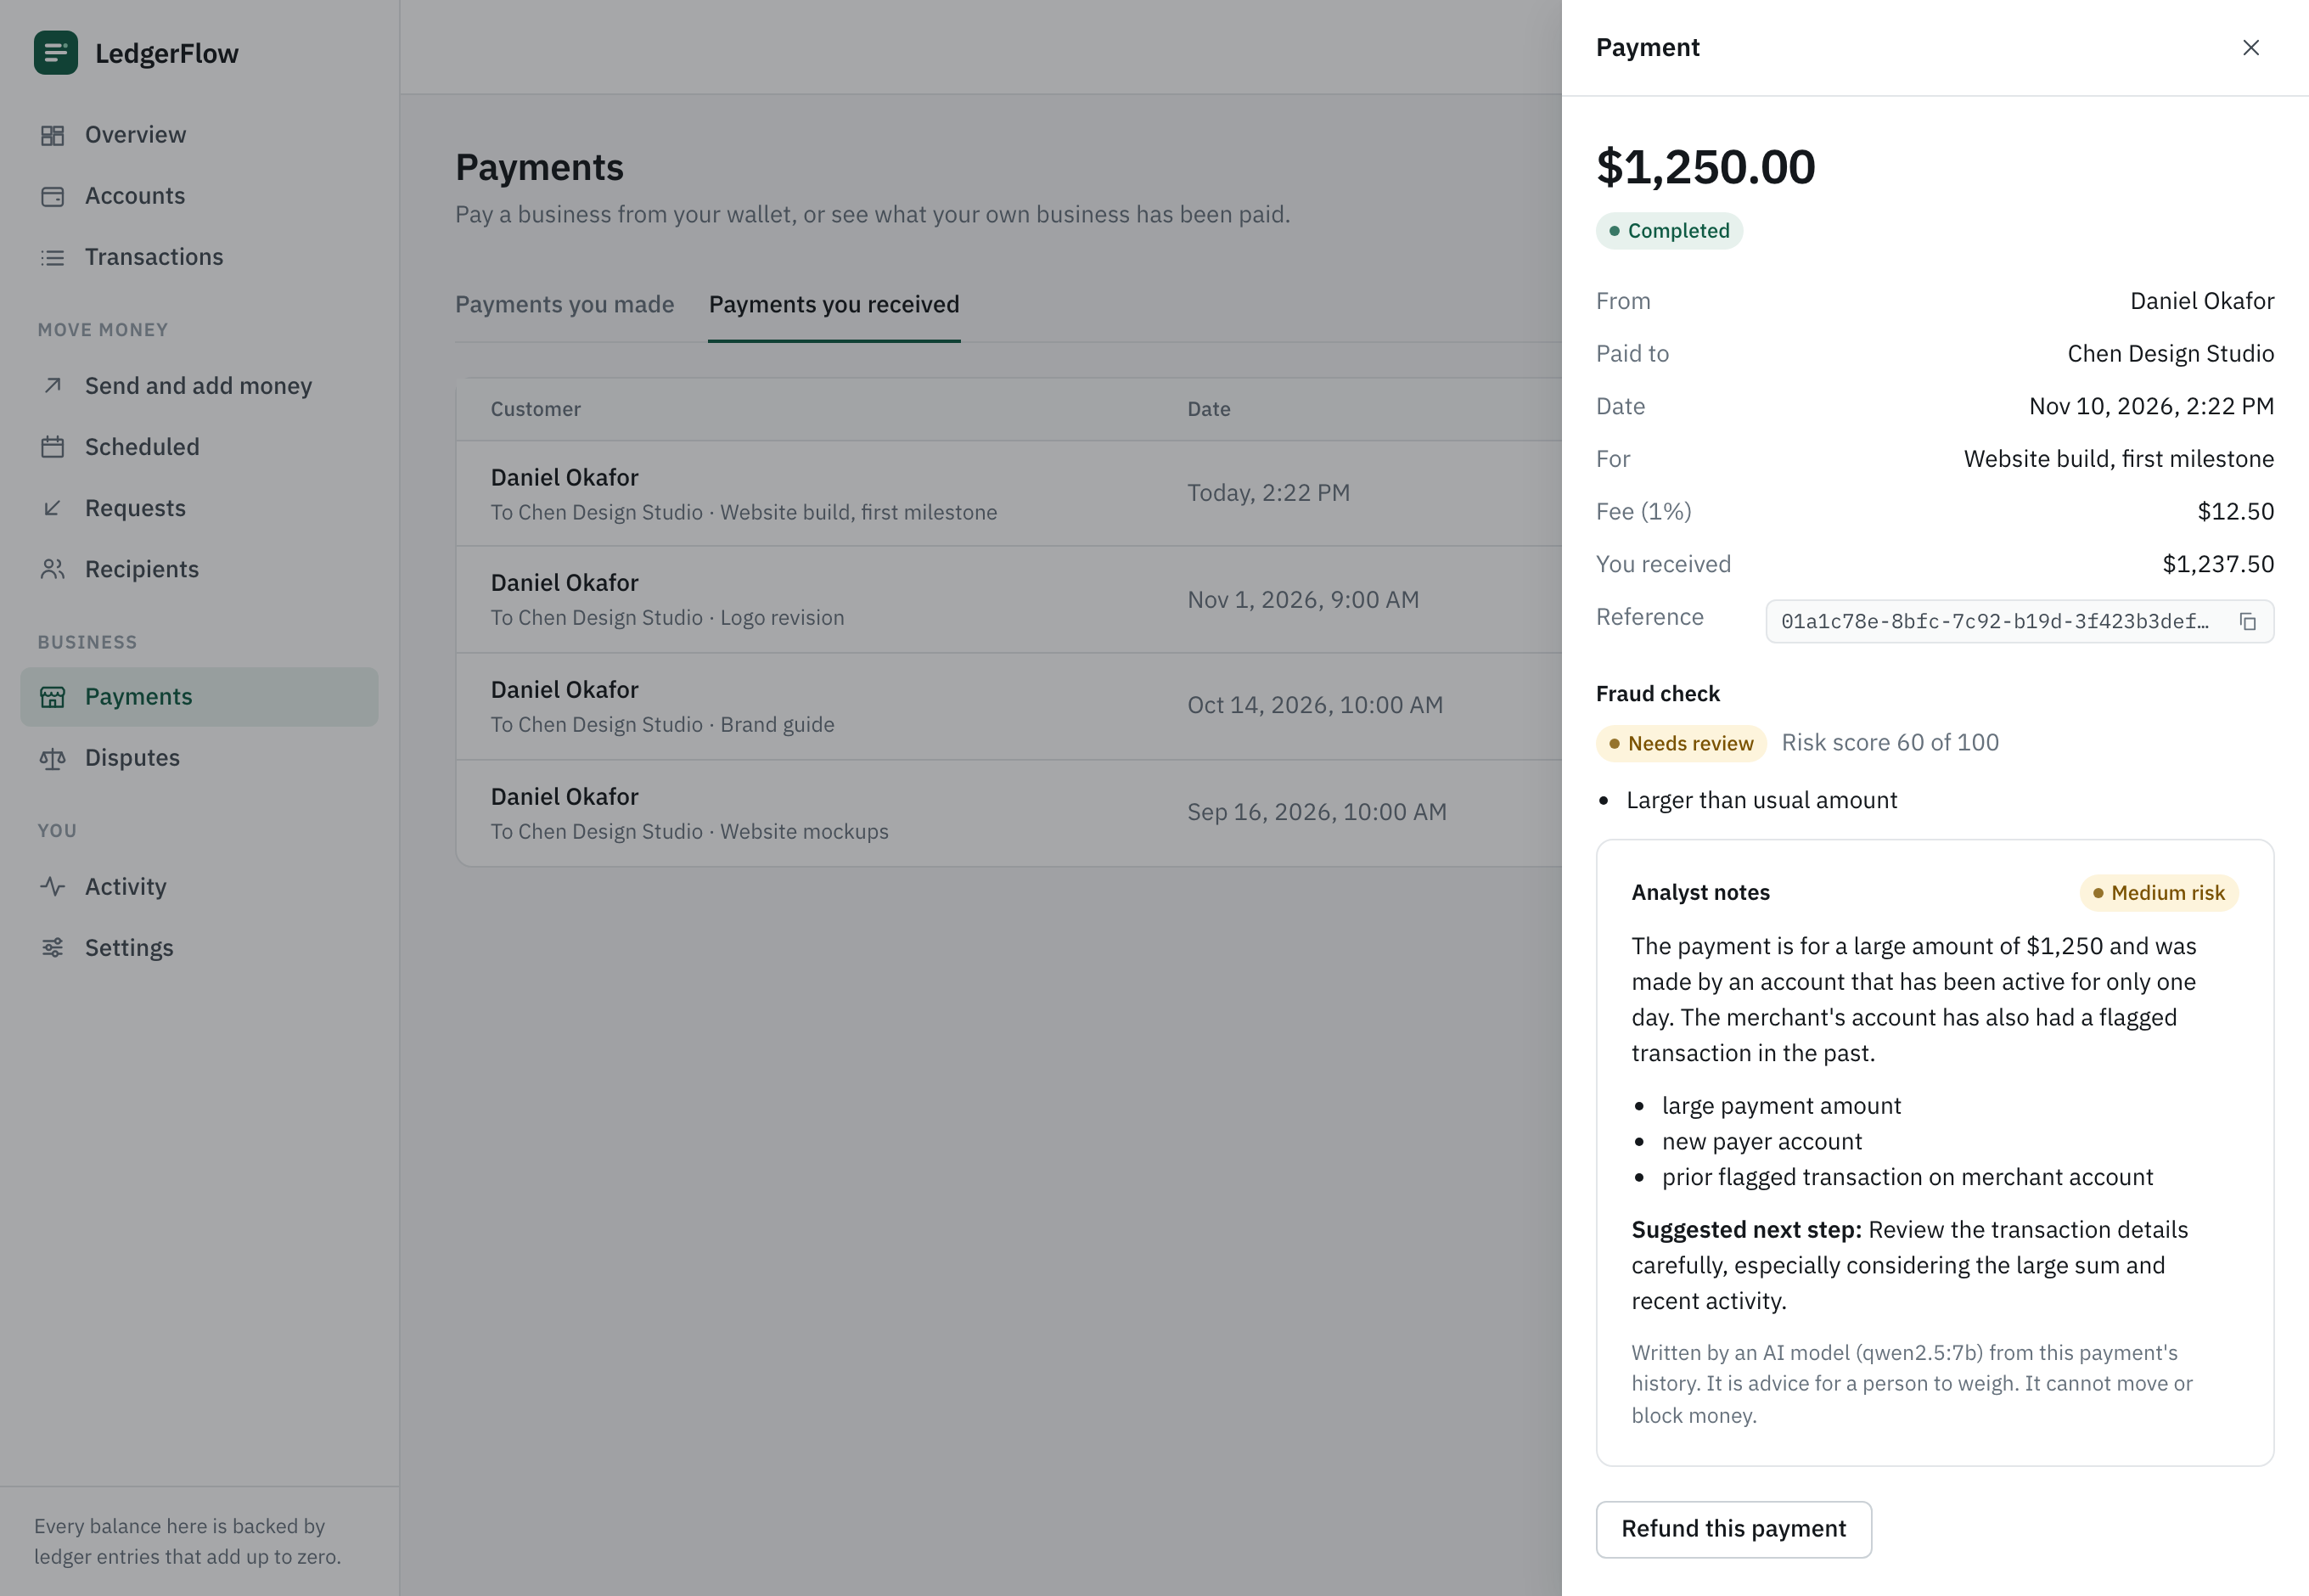 LedgerFlow
Overview
Accounts
Transactions
MOVE MONEY
Send and add money
Scheduled
Requests
Recipients
BUSINESS
Payments
Disputes
YOU
Activity
Settings
Every balance here is backed by
ledger entries that add up to zero.
Payments
Pay a business from your wallet, or see what your own business has been paid.
Payments you made
Payments you received
Customer
Date
Daniel Okafor
To Chen Design Studio · Website build, first milestone
Today, 2:22 PM
Daniel Okafor
To Chen Design Studio · Logo revision
Nov 1, 2026, 9:00 AM
Daniel Okafor
To Chen Design Studio · Brand guide
Oct 14, 2026, 10:00 AM
Daniel Okafor
To Chen Design Studio · Website mockups
Sep 16, 2026, 10:00 AM
Payment
$1,250.00
Completed
From Daniel Okafor
Paid to Chen Design Studio
Date Nov 10, 2026, 2:22 PM
For Website build, first milestone
Fee (1%) $12.50
You received $1,237.50
Reference 01a1c78e-8bfc-7c92-b19d-3f423b3def…
Fraud check
Needs review Risk score 60 of 100
• Larger than usual amount
Analyst notes Medium risk
The payment is for a large amount of $1,250 and was
made by an account that has been active for only one
day. The merchant's account has also had a flagged
transaction in the past.
• large payment amount
• new payer account
• prior flagged transaction on merchant account
Suggested next step: Review the transaction details
carefully, especially considering the large sum and
recent activity.
Written by an AI model (qwen2.5:7b) from this payment's
history. It is advice for a person to weigh. It cannot move or
block money.
Refund this payment